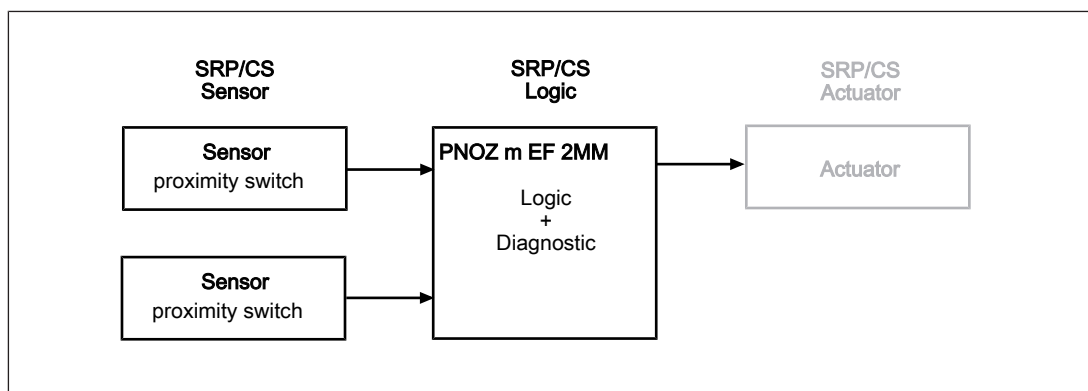 SRP/CS
Sensor
SRP/CS
Logic
SRP/CS
Actuator
Sensor
proximity switch
PNOZ m EF 2MM
Logic
+
Diagnostic
Actuator
Sensor
proximity switch